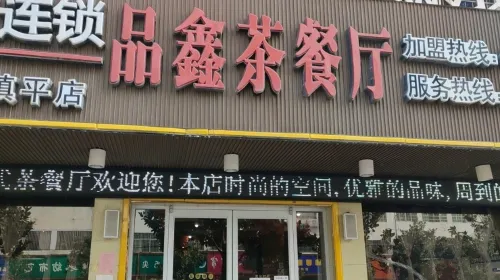 连锁
镇平店
品鑫茶餐厅
加盟热线:
服务热线:
式茶餐厅欢迎您!本店时尚的空间,优雅的品味,周到的